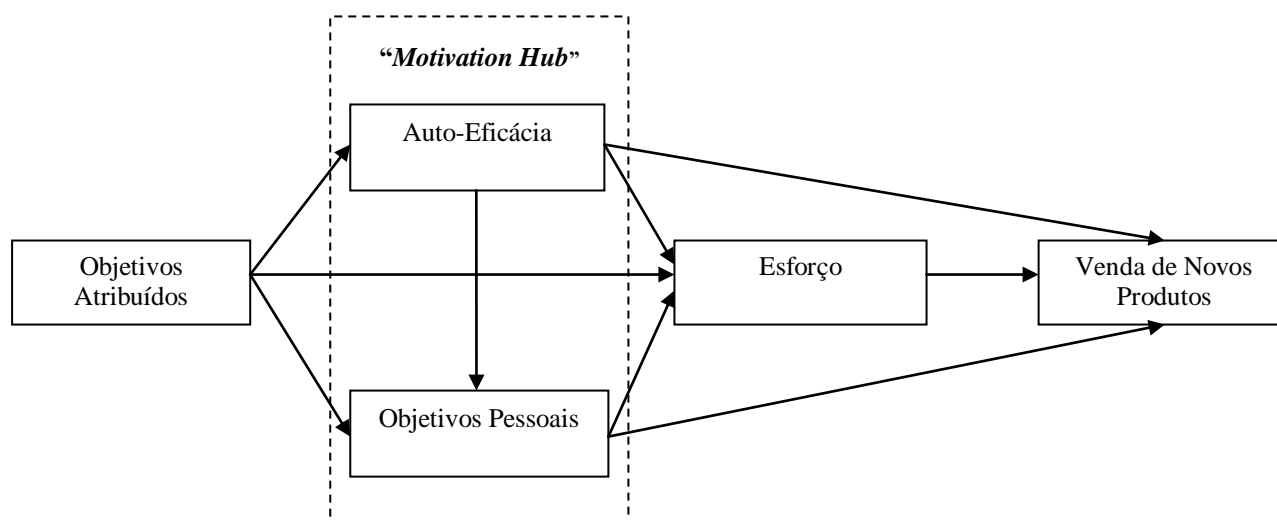 “Motivation Hub”
Auto-Eficácia
Objetivos
Atribuídos
Esforço
Venda de Novos
Produtos
Objetivos Pessoais